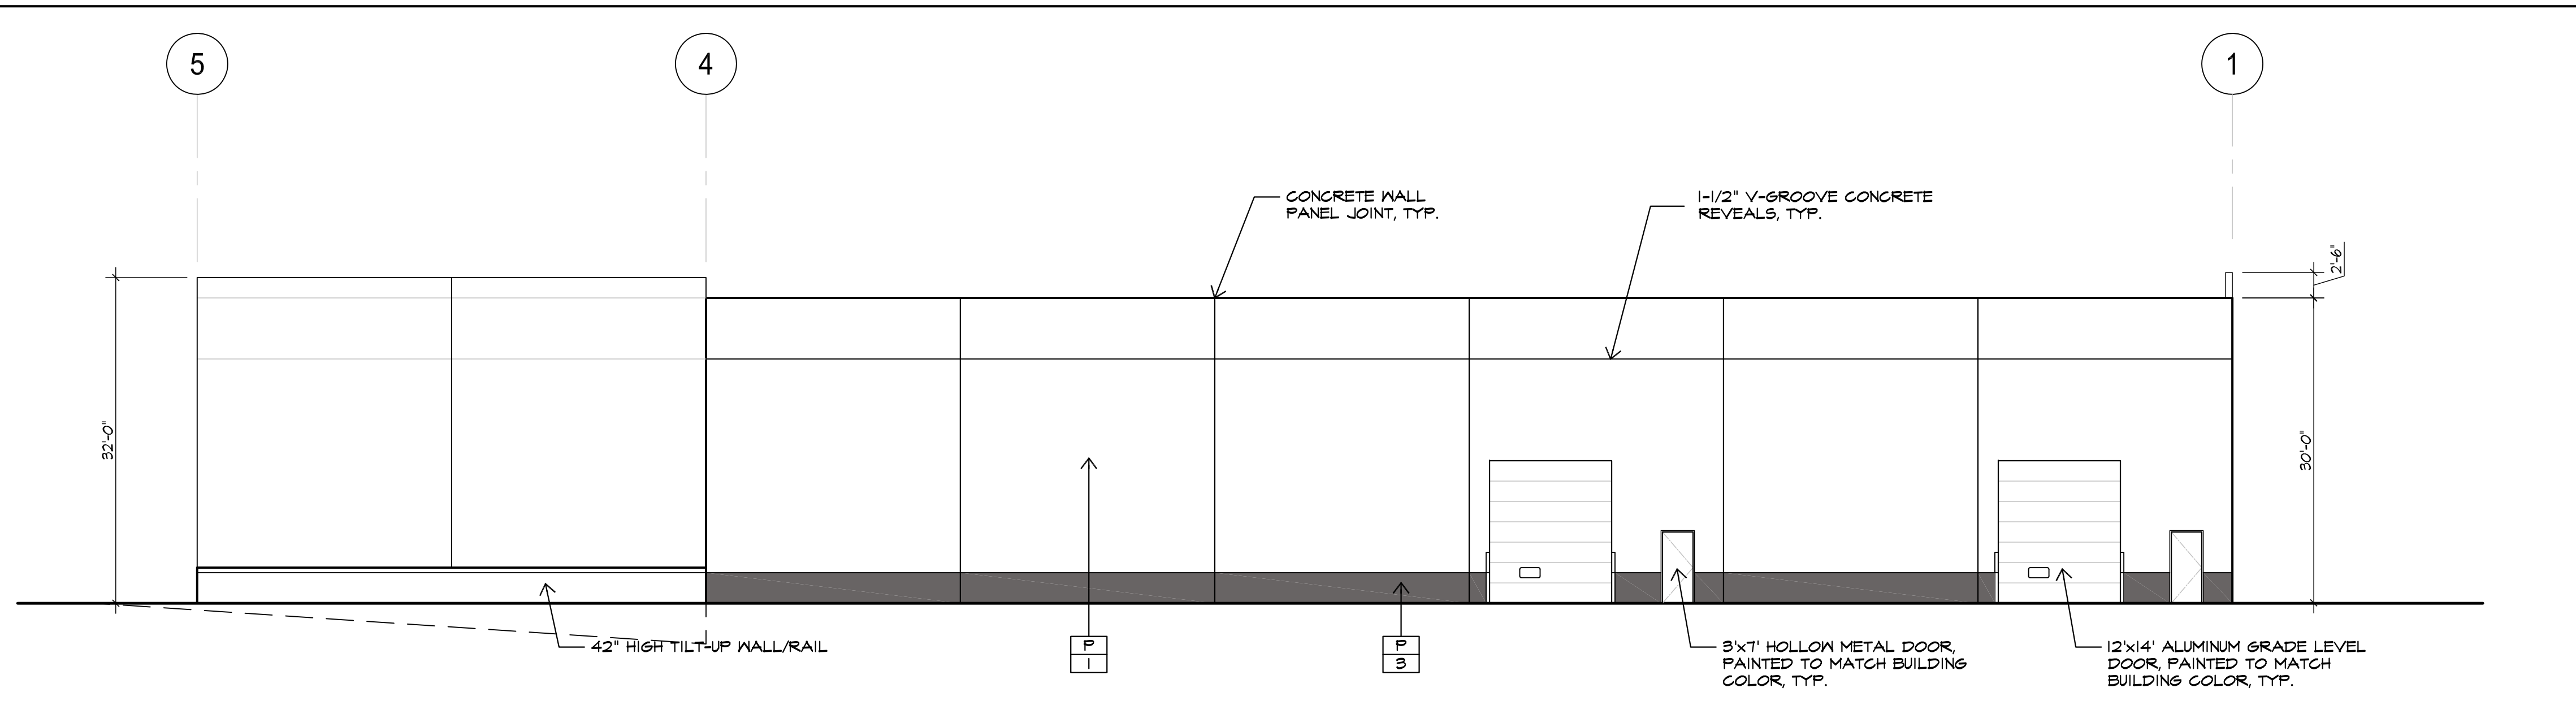 5
4
1
CONCRETE WALL
PANEL JOINT, TYP.
1-1/2" V-GROOVE CONCRETE
REVEALS, TYP.
2'-6"
32'-0"
30'-0"
42" HIGH TILT-UP WALL/RAIL
P
1
P
3
3'x7' HOLLOW METAL DOOR,
PAINTED TO MATCH BUILDING
COLOR, TYP.
12'x14' ALUMINUM GRADE LEVEL
DOOR, PAINTED TO MATCH
BUILDING COLOR, TYP.